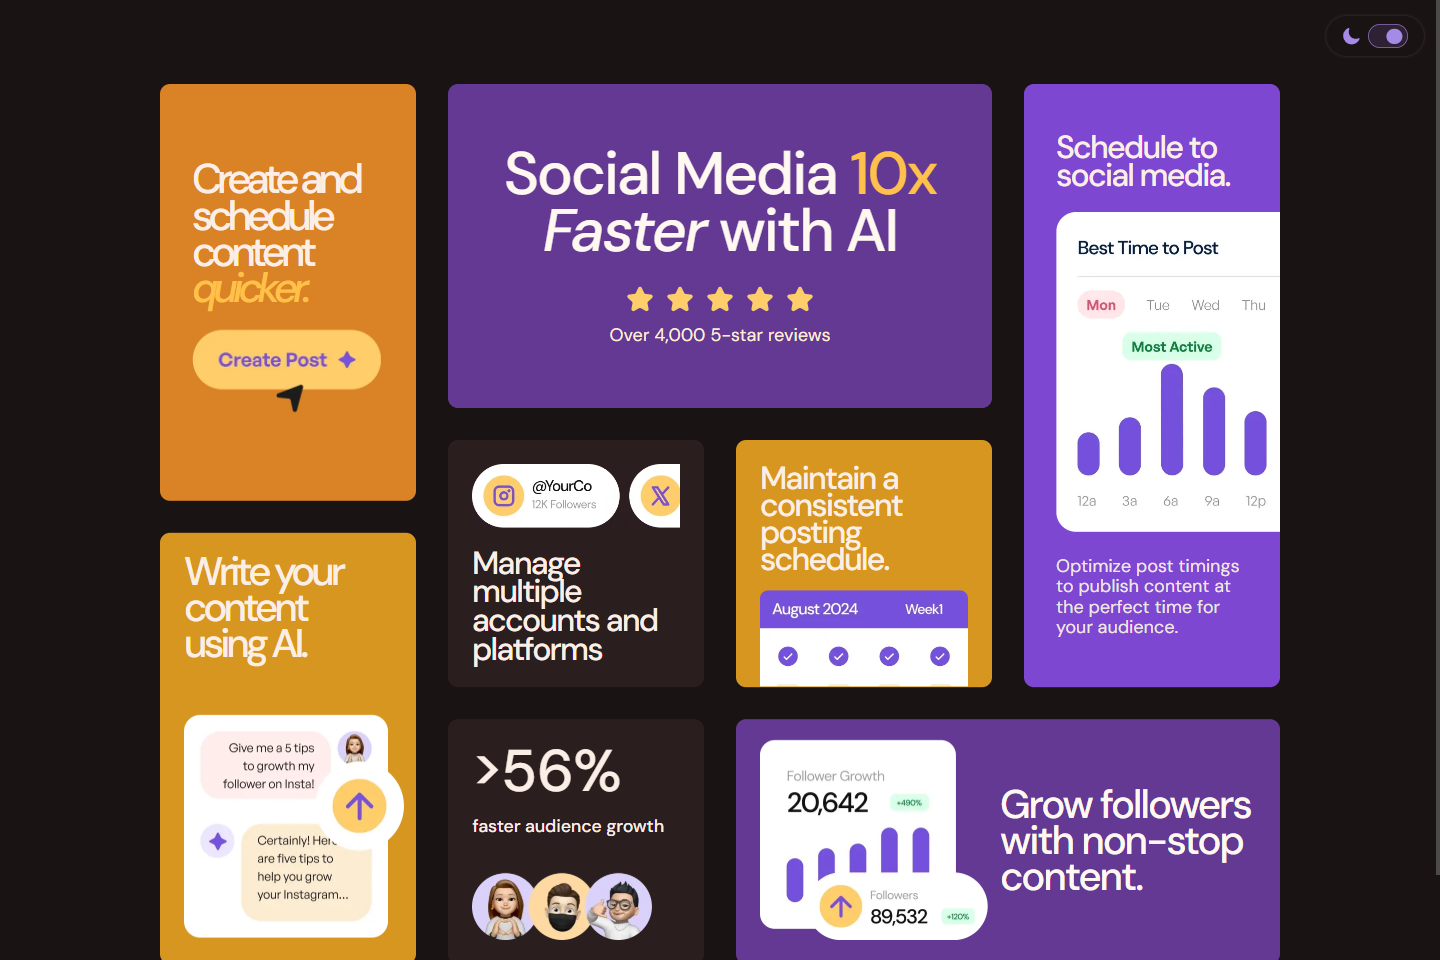 Create and
schedule
content
quicker.
Create Post
Social Media 10x
Faster with AI
Over 4,000 5-star reviews
Schedule to
social media.
Best Time to Post
Mon Tue Wed Thu
Most Active
12a 3a 6a 9a 12p
Optimize post timings
to publish content at
the perfect time for
your audience.
@YourCo
12K Followers
Manage
multiple
accounts and
platforms
Maintain a
consistent
posting
schedule.
August 2024 Week1
Write your
content
using AI.
Give me a 5 tips
to growth my
follower on Insta!
Certainly! Here
are five tips to
help you grow
your Instagram...
>56%
faster audience growth
Follower Growth
20,642 +490%
Followers
89,532 +120%
Grow followers
with non-stop
content.